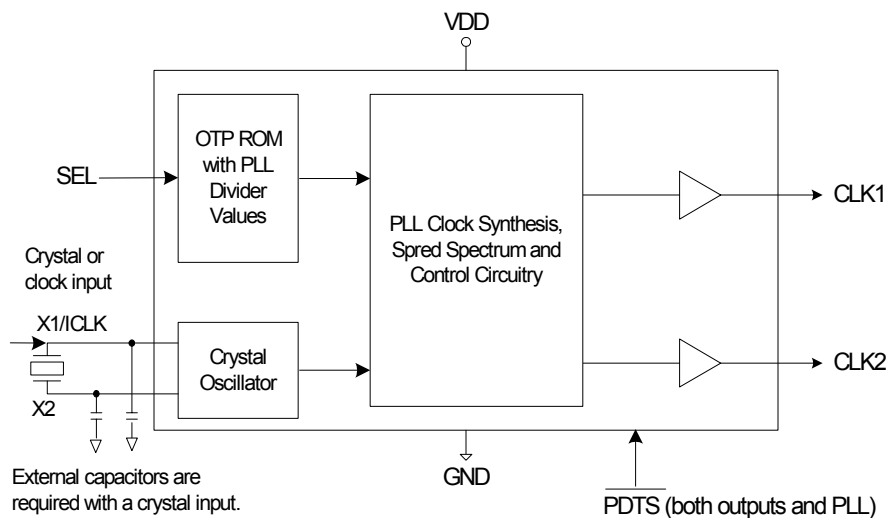 VDD
OTP ROM
with PLL
Divider
Values
SEL
PLL Clock Synthesis,
Spred Spectrum and
Control Circuitry
CLK1
Crystal or
clock input
X1/ICLK
Crystal
Oscillator
X2
CLK2
GND
External capacitors are
required with a crystal input.
PDTS (both outputs and PLL)